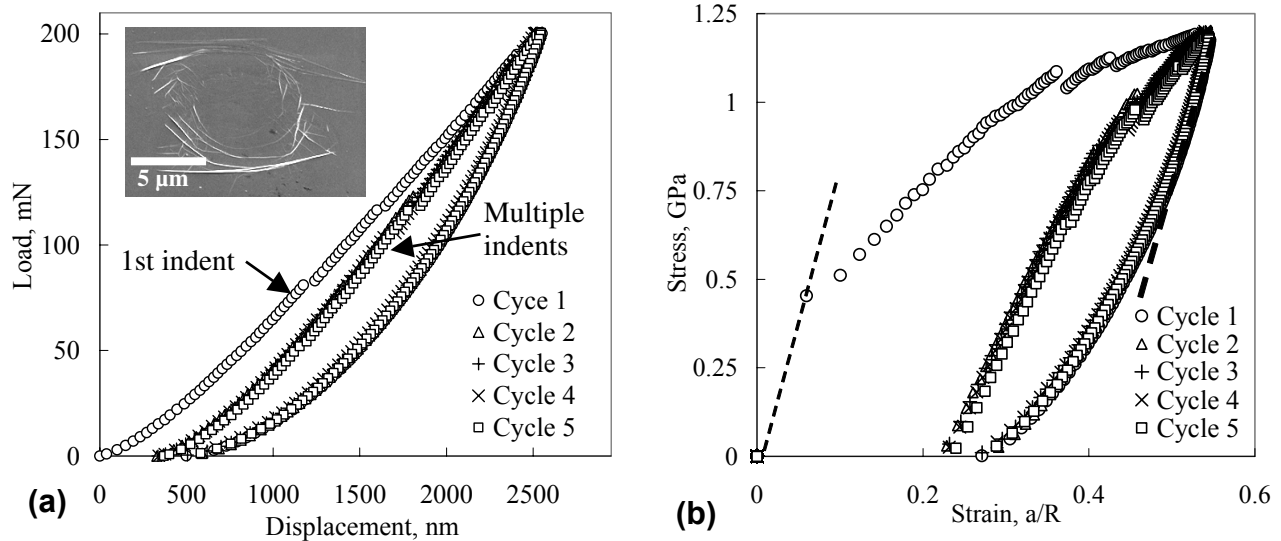 200
150
100
50
0
Load, mN
5 µm
1st indent
Multiple
indents
Cyce 1
Cycle 2
Cycle 3
Cycle 4
Cycle 5
0 500 1000 1500 2000 2500
Displacement, nm
(a)
1.25
1
0.75
0.5
0.25
0
Stress, GPa
Cycle 1
Cycle 2
Cycle 3
Cycle 4
Cycle 5
0 0.2 0.4 0.6
Strain, a/R
(b)